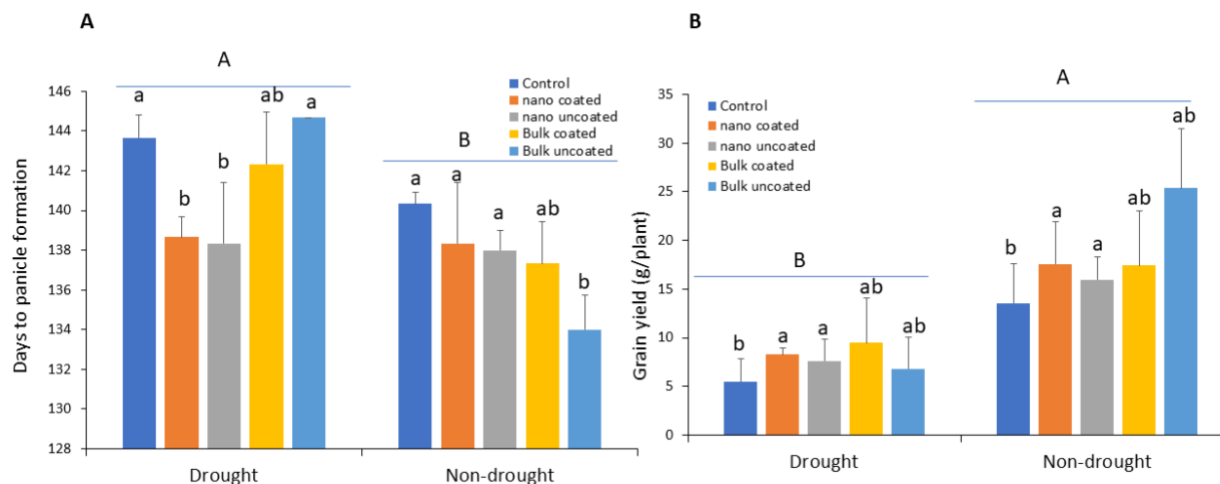 A
A
a
b
b
ab
a
B
a
a
a
ab
b
Control
nano coated
nano uncoated
Bulk coated
Bulk uncoated
146
144
142
140
138
136
134
132
130
128
Days to panicle formation
Drought
Non-drought
B
B
b
a
a
ab
ab
A
b
a
a
ab
ab
Control
nano coated
nano uncoated
Bulk coated
Bulk uncoated
35
30
25
20
15
10
5
0
Grain yield (g/plant)
Drought
Non-drought